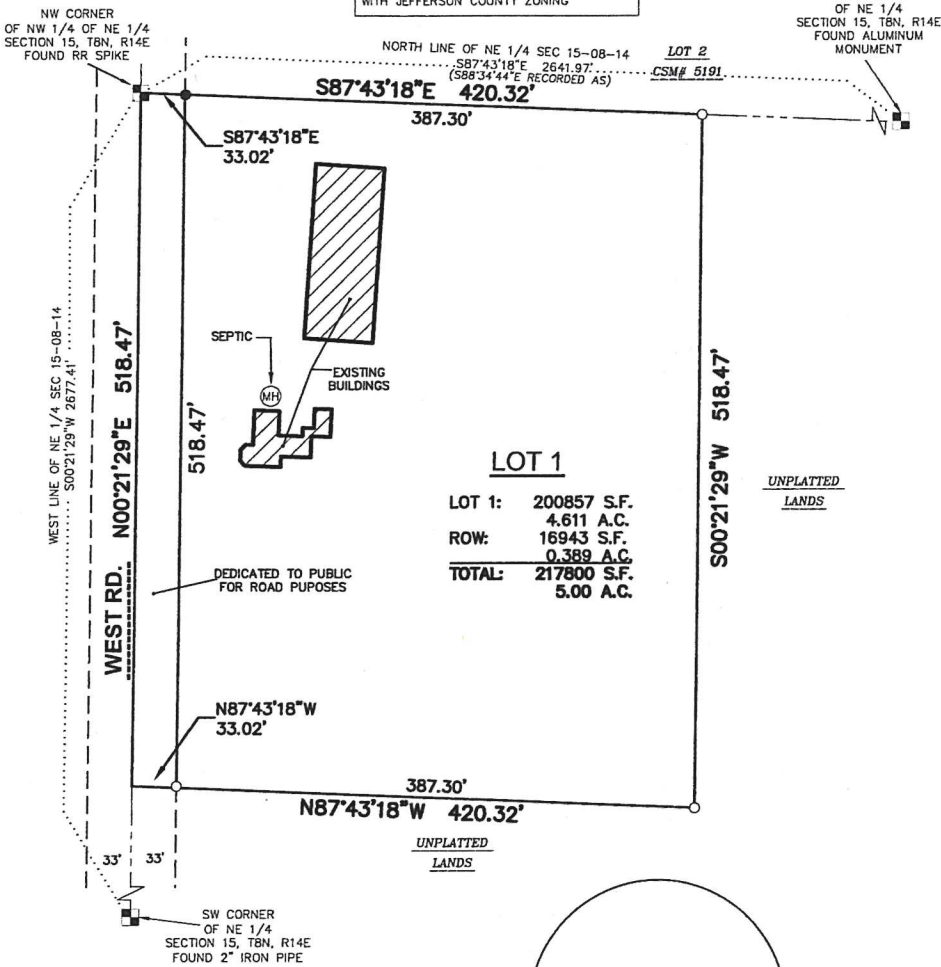 WITH JEFFERSON COUNTY ZONING
NW CORNER
OF NW 1/4 OF NE 1/4
SECTION 15, T8N, R14E
FOUND RR SPIKE
OF NE 1/4
SECTION 15, T8N, R14E
FOUND ALUMINUM
MONUMENT
NORTH LINE OF NE 1/4 SEC 15-08-14
S87°43'18"E 2641.97'
(S88°34'44"E RECORDED AS)
LOT 2
CSM# 5191
S87°43'18"E 420.32'
387.30'
S87°43'18"E
33.02'
SEPTIC
MH
EXISTING
BUILDINGS
WEST LINE OF NE 1/4 SEC 15-08-14
S00°21'29"W 2677.41'
WEST RD. N00°21'29"E 518.47'
518.47'
LOT 1
LOT 1: 200857 S.F.
4.611 A.C.
ROW: 16943 S.F.
0.389 A.C.
TOTAL: 217800 S.F.
5.00 A.C.
S00°21'29"W 518.47'
UNPLATTED
LANDS
DEDICATED TO PUBLIC
FOR ROAD PUPOSES
N87°43'18"W
33.02'
387.30'
N87°43'18"W 420.32'
UNPLATTED
LANDS
33' 33'
SW CORNER
OF NE 1/4
SECTION 15, T8N, R14E
FOUND 2" IRON PIPE